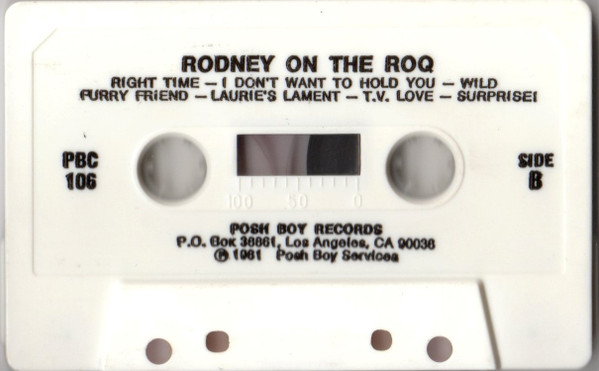 RODNEY ON THE ROQ
RIGHT TIME — I DON'T WANT TO HOLD YOU — WILD
FURRY FRIEND — LAURIE'S LAMENT — T.V. LOVE — SURPRISE!
PBC
106
SIDE
B
100 50 0
POSH BOY RECORDS
P.O. Box 38861, Los Angeles, CA 90038
℗ 1981 Posh Boy Services